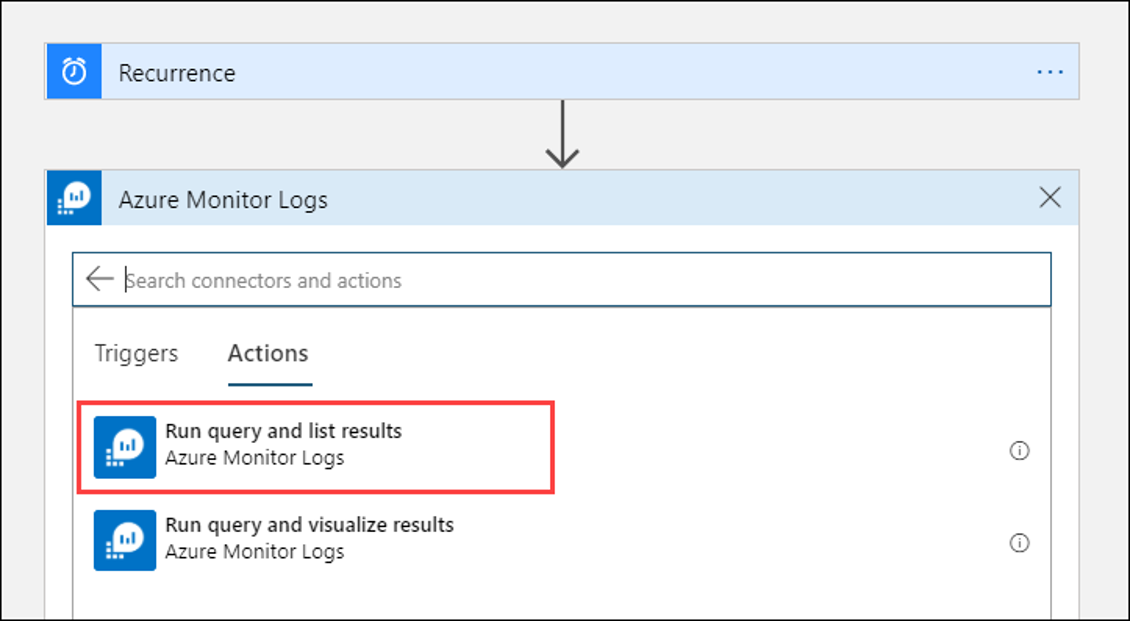 Recurrence
Azure Monitor Logs
Search connectors and actions
Triggers Actions
Run query and list results
Azure Monitor Logs
Run query and visualize results
Azure Monitor Logs